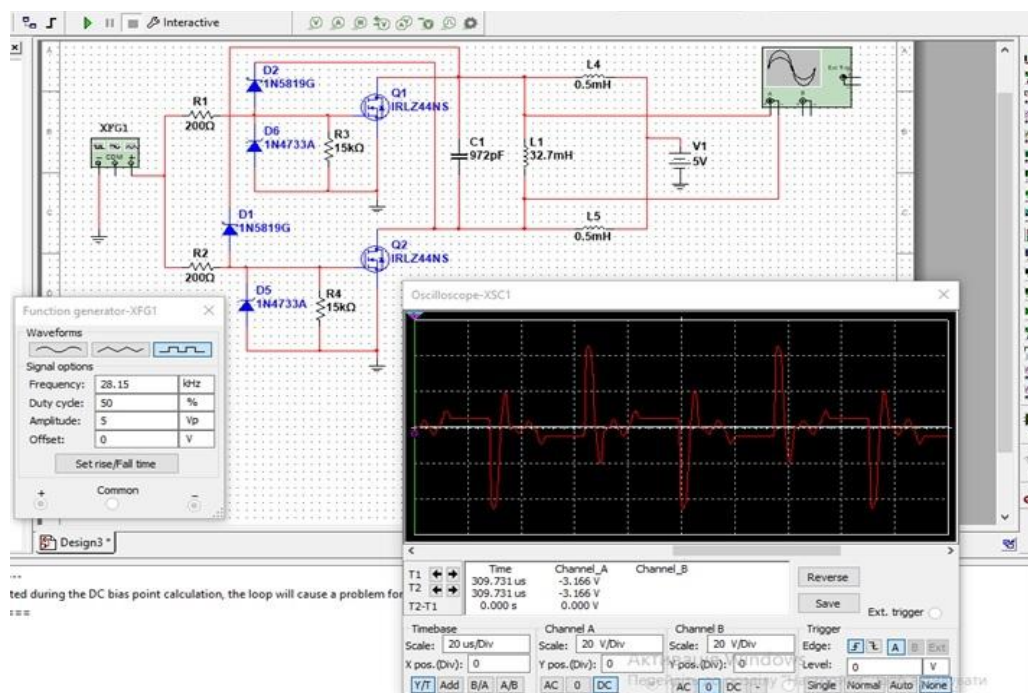 Interactive
D2
1N5819G
L4
0.5mH
Ext Trig
Q1
IRLZ44NS
R1
200Ω
XFG1
COM
D6
1N4733A
R3
15kΩ
C1
972pF
L1
32.7mH
V1
5V
D1
1N5819G
L5
0.5mH
Q2
IRLZ44NS
R2
200Ω
D5
1N4733A
R4
15kΩ
Function generator-XFG1
Waveforms
Signal options
Frequency: 28.15 kHz
Duty cycle: 50 %
Amplitude: 5 Vp
Offset: 0 V
Set rise/Fall time
+ Common -
Design3 *
ted during the DC bias point calculation, the loop will cause a problem for
===
Oscilloscope-XSC1
Time Channel_A Channel_B
T1 309.731 us -3.166 V
T2 309.731 us -3.166 V
T2-T1 0.000 s 0.000 V
Reverse
Save
Ext. trigger
Timebase Channel A Channel B Trigger
Scale: 20 us/Div Scale: 20 V/Div Scale: 20 V/Div Edge: A B Ext
X pos.(Div): 0 Y pos.(Div): 0 Y pos.(Div): 0 Level: 0 V
Y/T Add B/A A/B AC 0 DC AC 0 DC - Single Normal Auto None